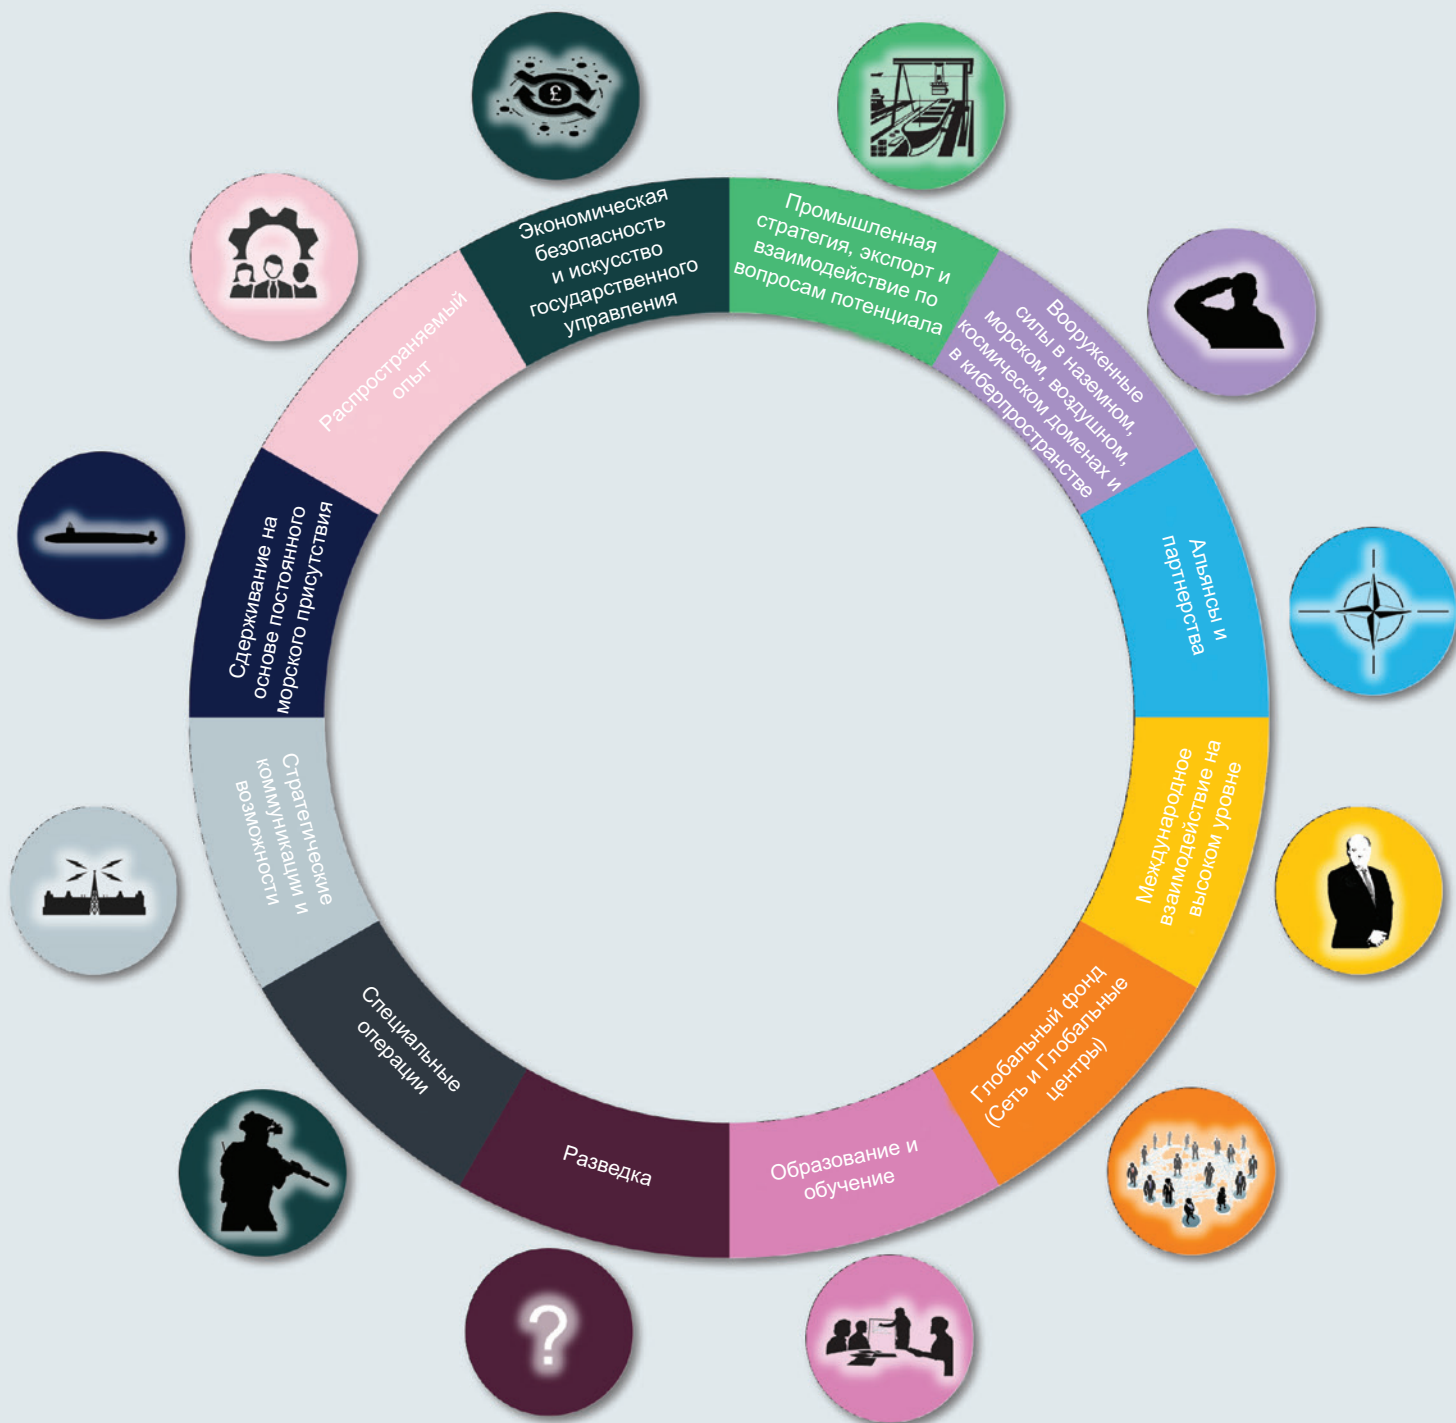 Экономическая
безопасность
и искусство
государственного
управления
£
Промышленная
стратегия, экспорт и
взаимодействие по
вопросам потенциала
Вооруженные
силы в наземном,
морском, воздушном,
космическом доменах и
в киберпространстве
Альянсы и
партнерства
Международное
взаимодействие на
высоком уровне
Глобальный фонд
(Сеть и Глобальные
центры)
Образование и
обучение
Разведка
?
Специальные
операции
Стратегические
коммуникации и
возможности
Сдерживание на
основе постоянного
морского присутствия
Распространяемый
опыт